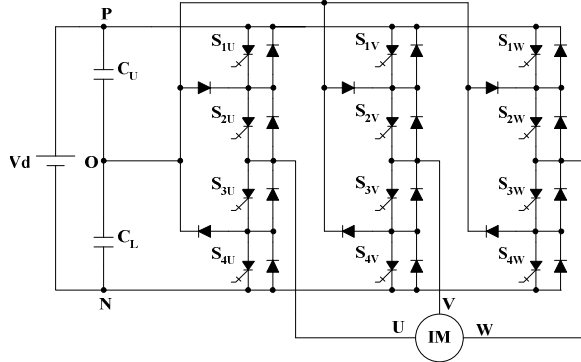 P
S1U S1V S1W
CU
S2U S2V S2W
Vd O
S3U S3V S3W
CL
S4U S4V S4W
N V
U IM W